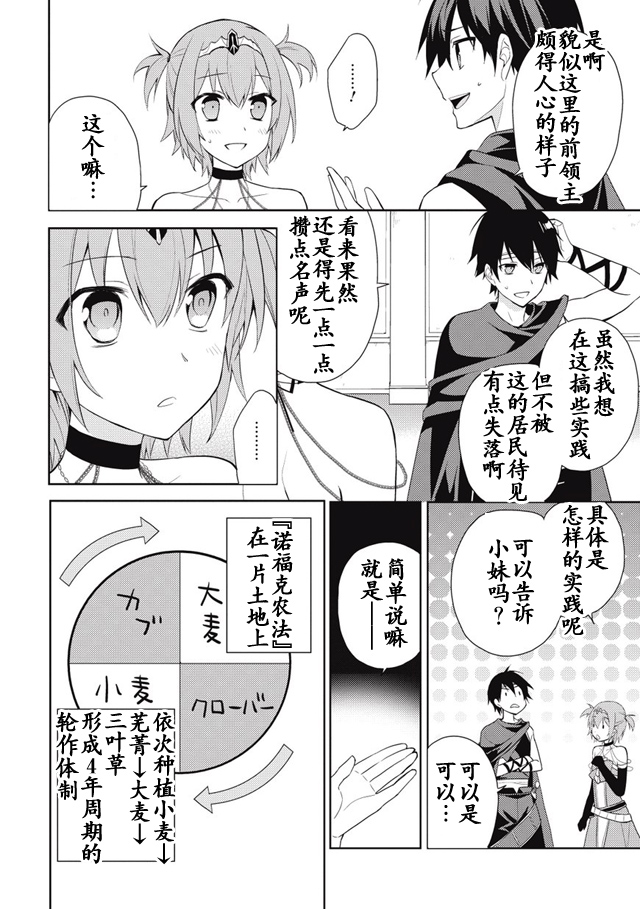 是啊
貌似这里的前领主
颇得人心的样子
……
这个嘛…
虽然我想
在这搞些实践
但不被
这的居民待见
有点失落啊
看来果然
还是得先一点一点
攒点名声呢
……
具体是
怎样的实践呢
可以告诉
小妹吗？
可以是
可以…
简单说嘛
就是——
『诺福克农法』
在一片土地上
カブ
大麦
小麦
クローバー
依次种植小麦→
芜菁→大麦→
三叶草
形成4年周期的
轮作体制